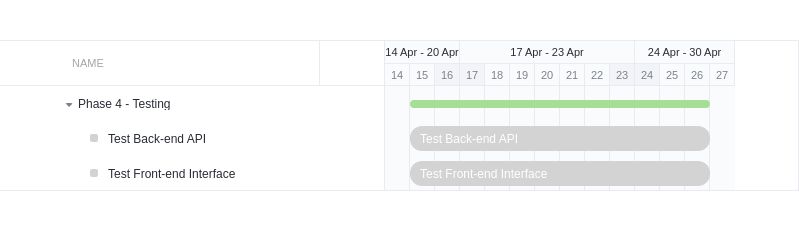 14 Apr - 20 Apr 17 Apr - 23 Apr 24 Apr - 30 Apr
NAME
14 15 16 17 18 19 20 21 22 23 24 25 26 27
Phase 4 - Testing
Test Back-end API Test Back-end API
Test Front-end Interface Test Front-end Interface